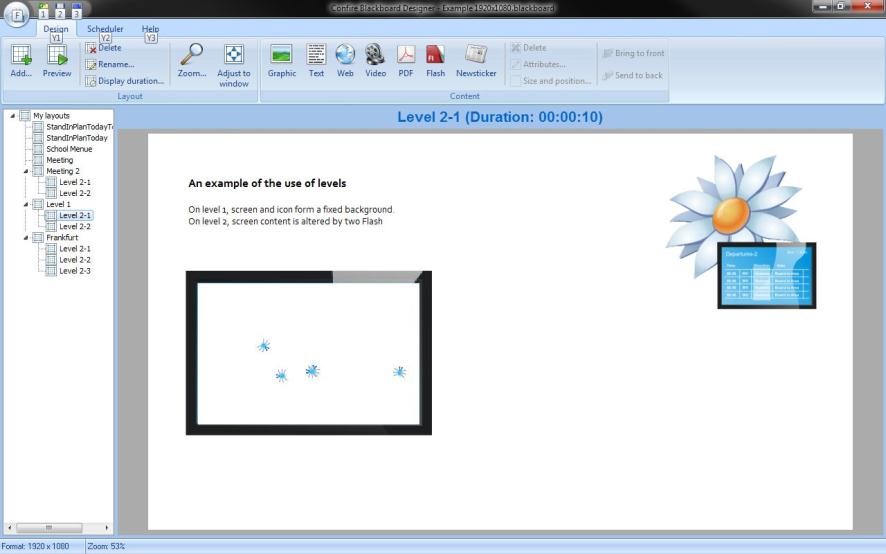 Confire Blackboard Designer - Example 1920x1080.blackboard
F
1 2 3
Design Scheduler Help
Y1 Y2 Y3
Add... Preview
Delete
Rename...
Display duration...
Zoom... Adjust to window
Layout
Graphic Text Web Video PDF Flash Newsticker
Delete
Attributes...
Size and position...
Bring to front
Send to back
Content
My layouts
StandInPlanTodayT
StandInPlanToday
School Menue
Meeting
Meeting 2
Level 2-1
Level 2-2
Level 1
Level 2-1
Level 2-2
Frankfurt
Level 2-1
Level 2-2
Level 2-3
Level 2-1 (Duration: 00:00:10)
An example of the use of levels
On level 1, screen and icon form a fixed background.
On level 2, screen content is altered by two Flash
Departures-2
Format: 1920 x 1080
Zoom: 53%